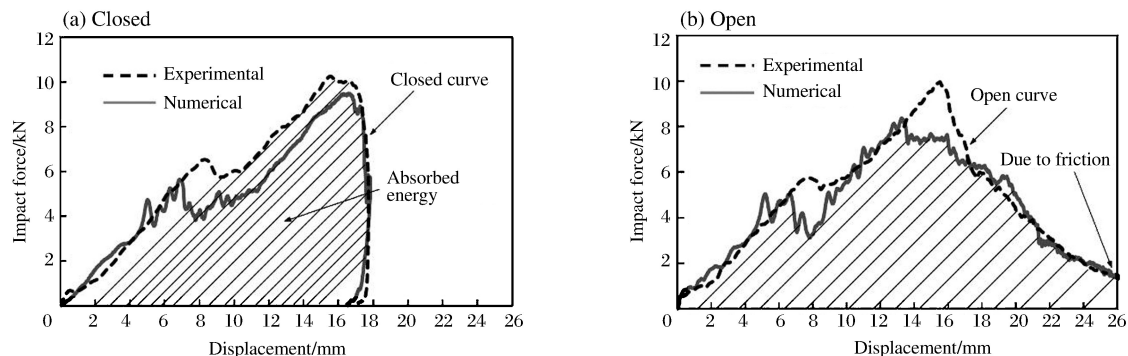 (a) Closed
12
10
8
6
4
2
0
2 4 6 8 10 12 14 16 18 20 22 24 26
Impact force/kN
Displacement/mm
Experimental
Numerical
Closed curve
Absorbed
energy
(b) Open
12
10
8
6
4
2
0
2 4 6 8 10 12 14 16 18 20 22 24 26
Impact force/kN
Displacement/mm
Experimental
Numerical
Open curve
Due to friction